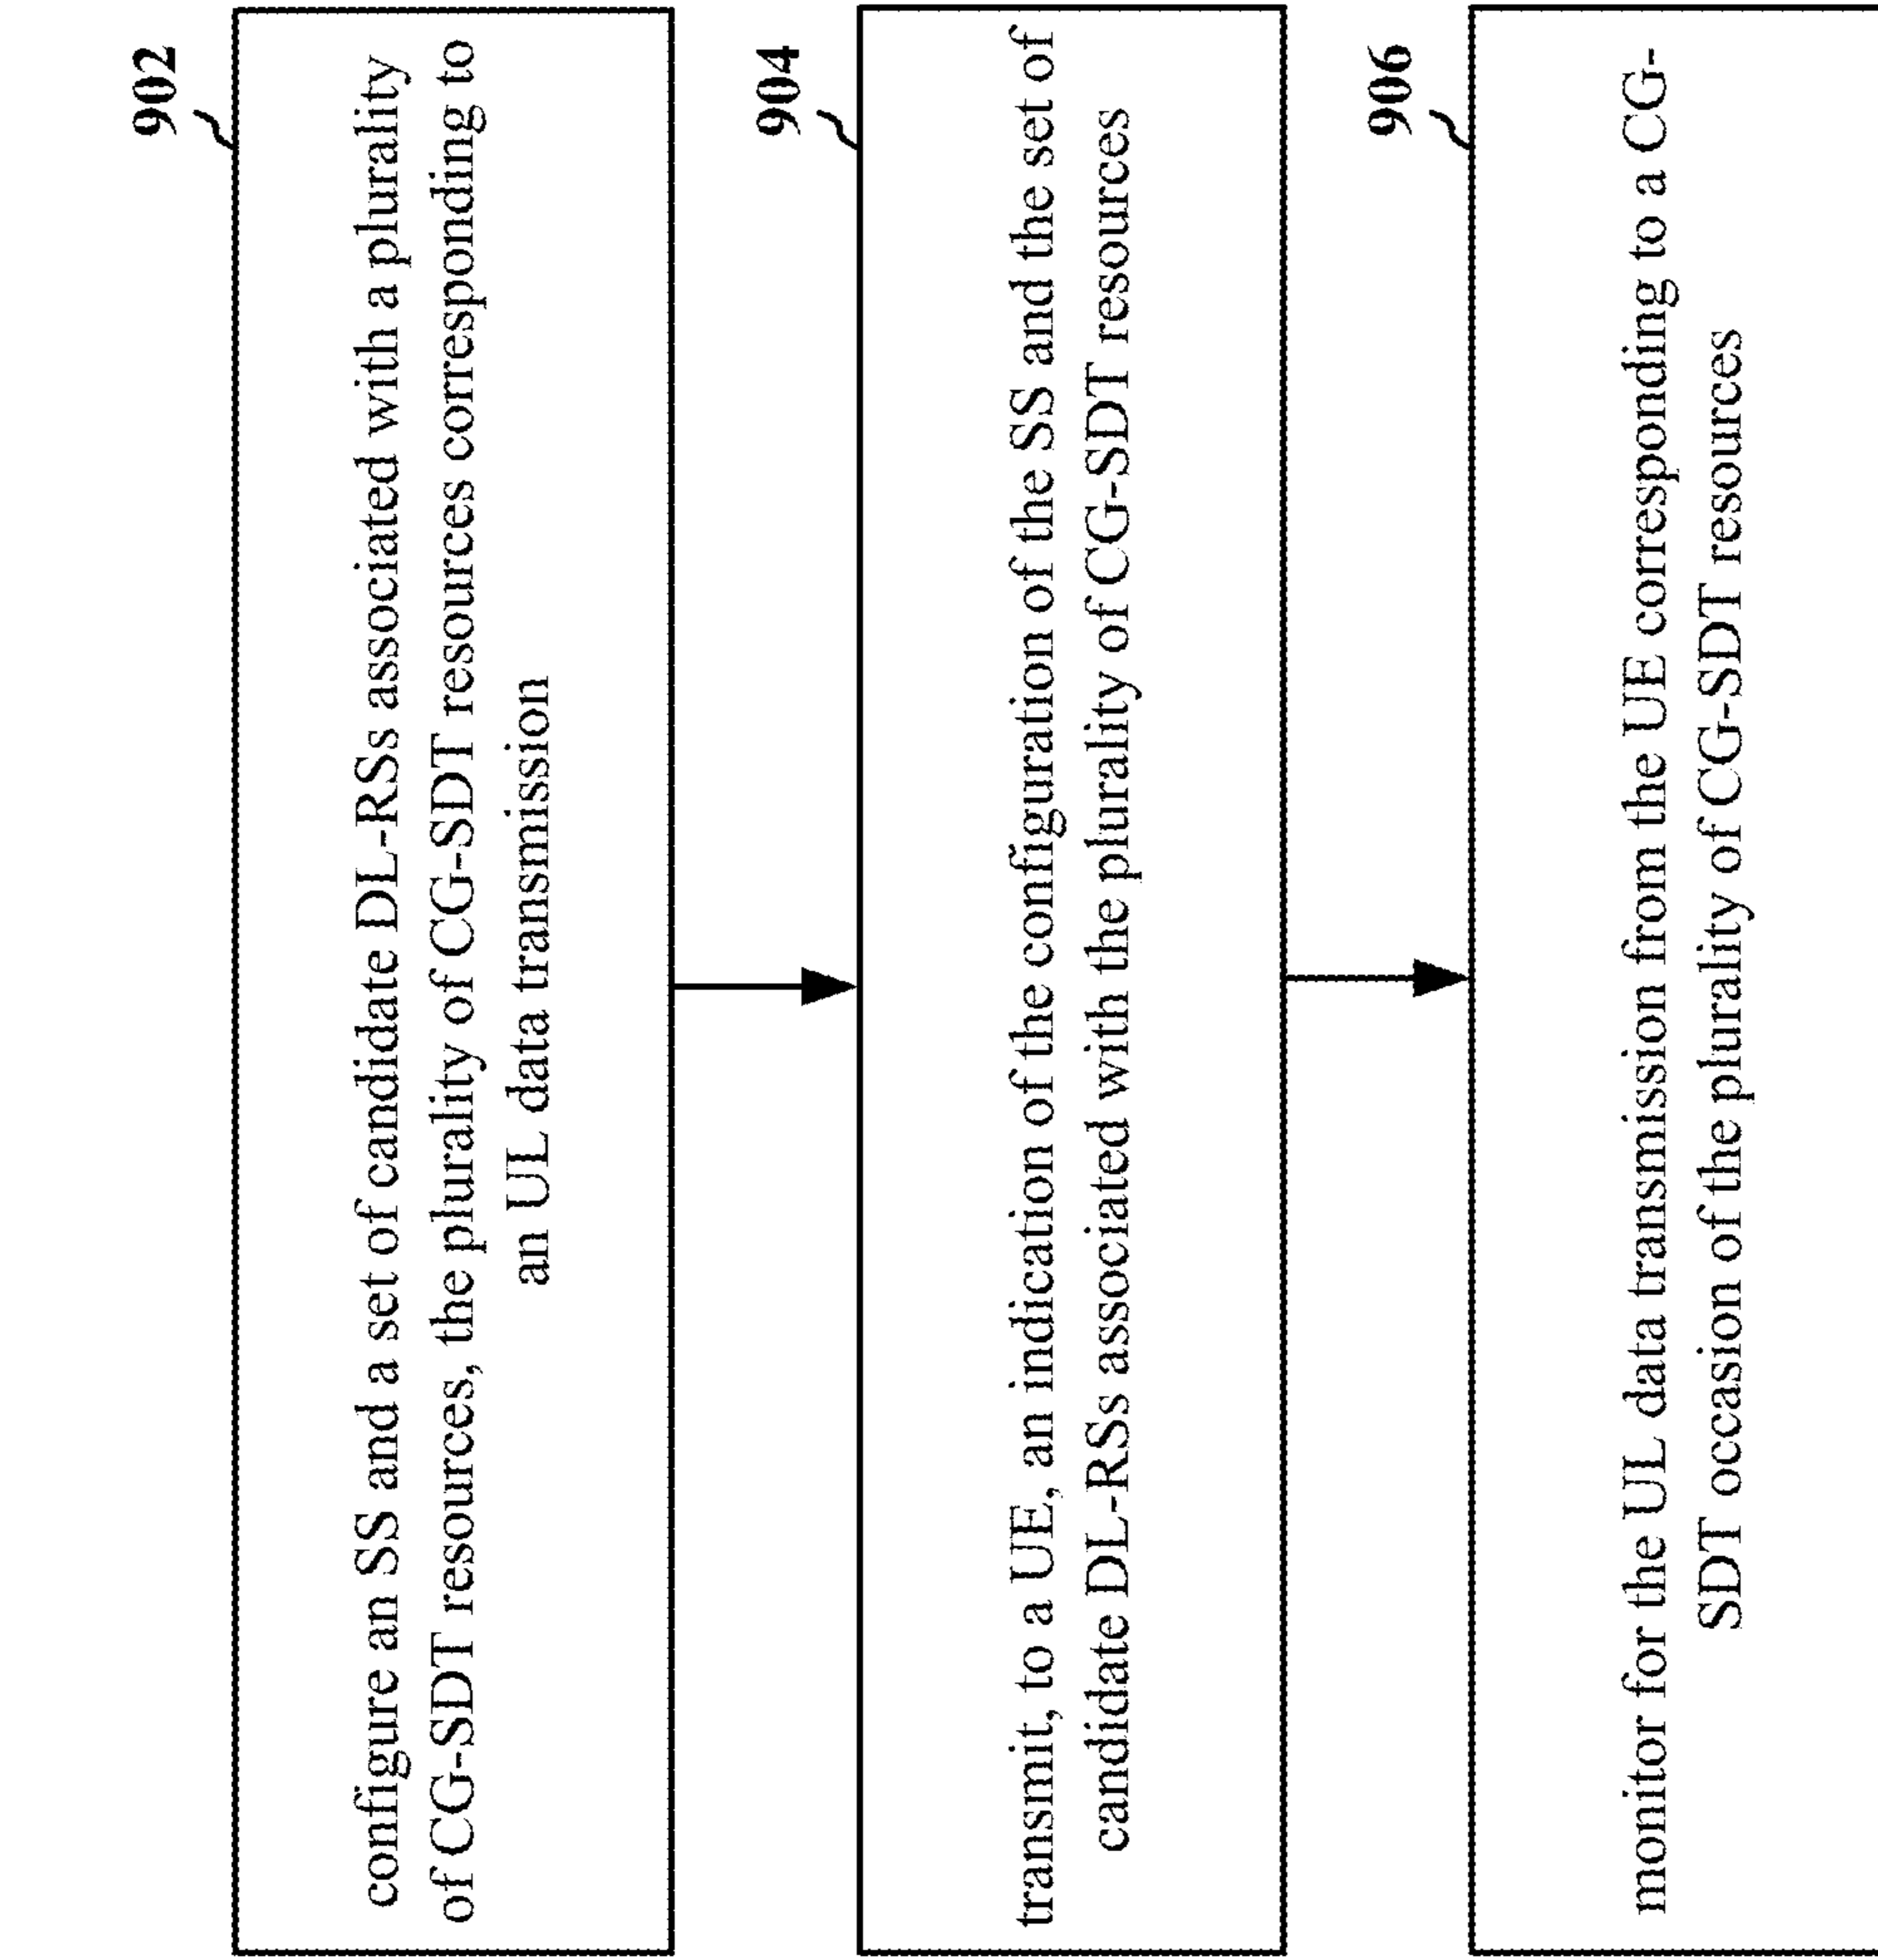 902
configure an SS and a set of candidate DL-RSs associated with a plurality
of CG-SDT resources, the plurality of CG-SDT resources corresponding to
an UL data transmission
904
transmit, to a UE, an indication of the configuration of the SS and the set of
candidate DL-RSs associated with the plurality of CG-SDT resources
906
monitor for the UL data transmission from the UE corresponding to a CG-
SDT occasion of the plurality of CG-SDT resources